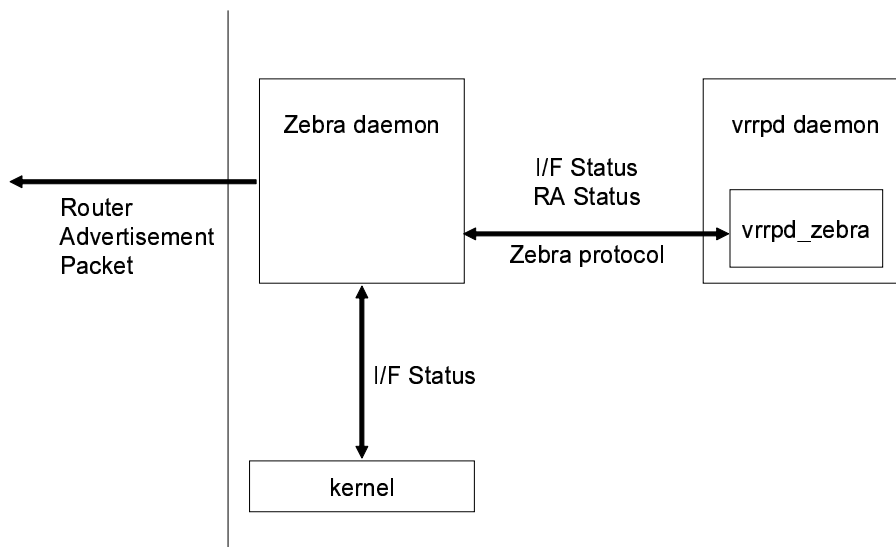 Zebra daemon
vrrpd daemon
I/F Status
RA Status
Router
Advertisement
Packet
vrrpd_zebra
Zebra protocol
I/F Status
kernel